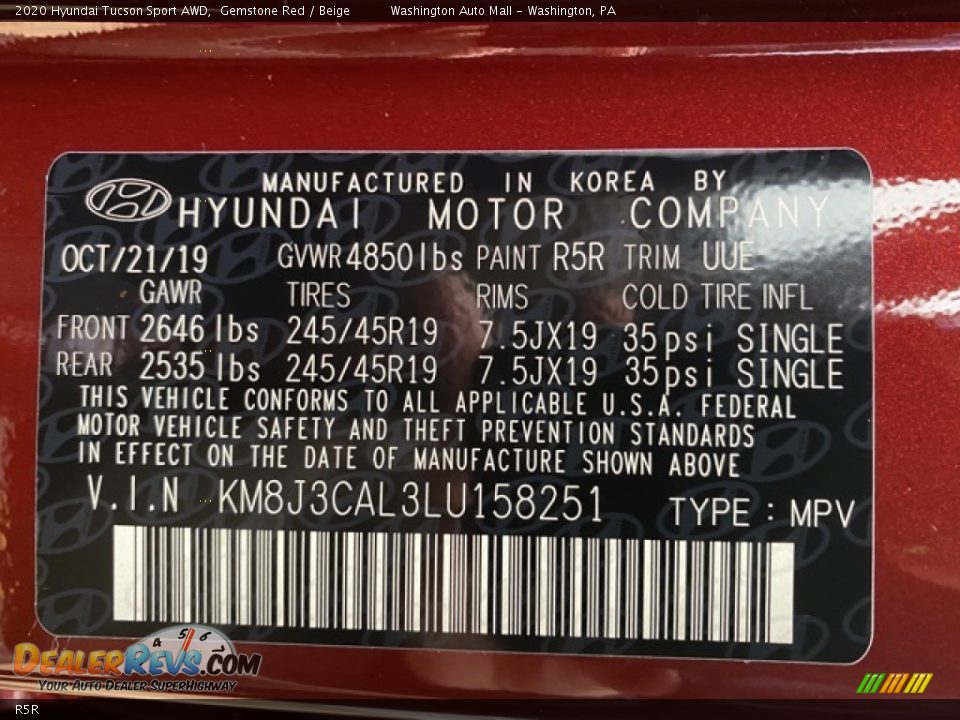 2020 Hyundai Tucson Sport AWD, Gemstone Red / Beige Washington Auto Mall - Washington, PA
MANUFACTURED IN KOREA BY
HYUNDAI MOTOR COMPANY
OCT/21/19 GVWR 4850lbs PAINT R5R TRIM UUE
GAWR TIRES RIMS COLD TIRE INFL
FRONT 2646 lbs 245/45R19 7.5JX19 35psi SINGLE
REAR 2535 lbs 245/45R19 7.5JX19 35psi SINGLE
THIS VEHICLE CONFORMS TO ALL APPLICABLE U.S.A. FEDERAL
MOTOR VEHICLE SAFETY AND THEFT PREVENTION STANDARDS
IN EFFECT ON THE DATE OF MANUFACTURE SHOWN ABOVE
V.I.N KM8J3CAL3LU158251 TYPE : MPV
4 5 6
DEALERREVS.COM
YOUR AUTO DEALER SUPERHIGHWAY
R5R